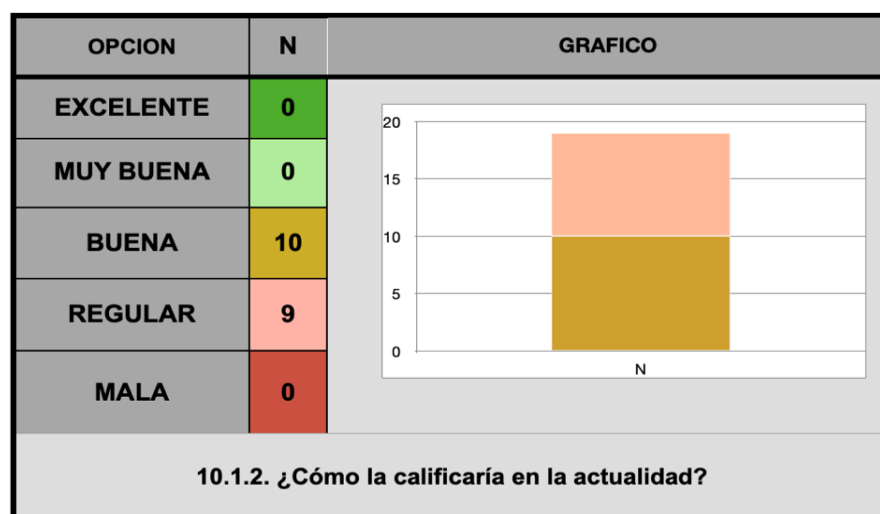 OPCION N GRAFICO
EXCELENTE 0
MUY BUENA 0
BUENA 10
REGULAR 9
MALA 0
20
15
10
5
0
N
10.1.2. ¿Cómo la calificaría en la actualidad?